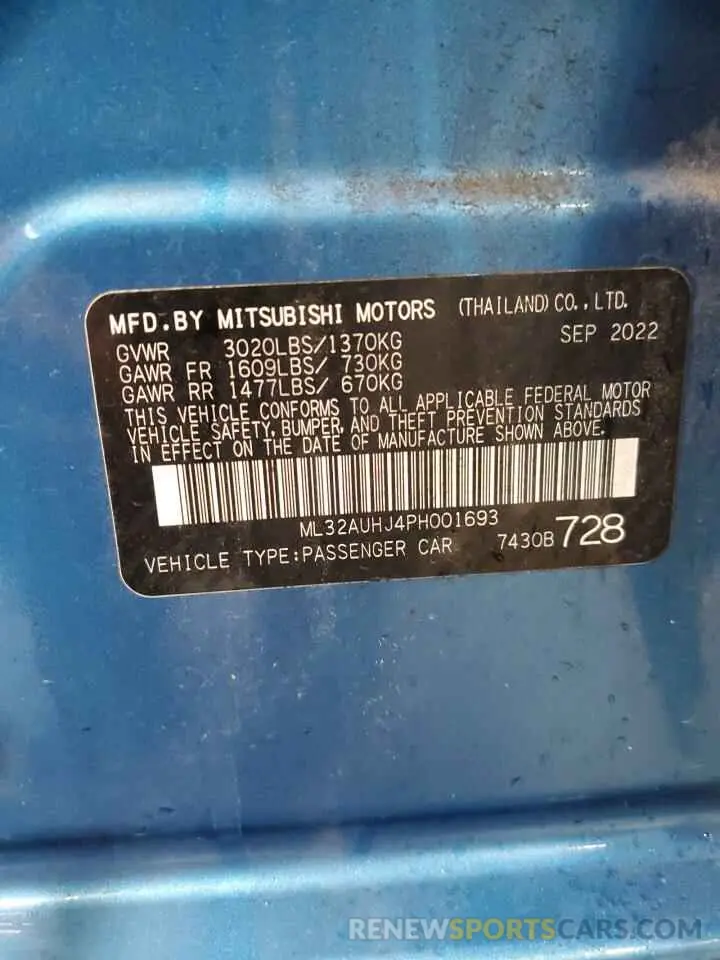 MFD.BY MITSUBISHI MOTORS (THAILAND) CO., LTD.
GVWR 3020LBS/1370KG SEP 2022
GAWR FR 1609LBS/ 730KG
GAWR RR 1477LBS/ 670KG
THIS VEHICLE CONFORMS TO ALL APPLICABLE FEDERAL MOTOR
VEHICLE SAFETY, BUMPER, AND THEFT PREVENTION STANDARDS
IN EFFECT ON THE DATE OF MANUFACTURE SHOWN ABOVE.
ML32AUHJ4PH001693
VEHICLE TYPE:PASSENGER CAR 7430B 728
RENEWSPORTSCARS.COM